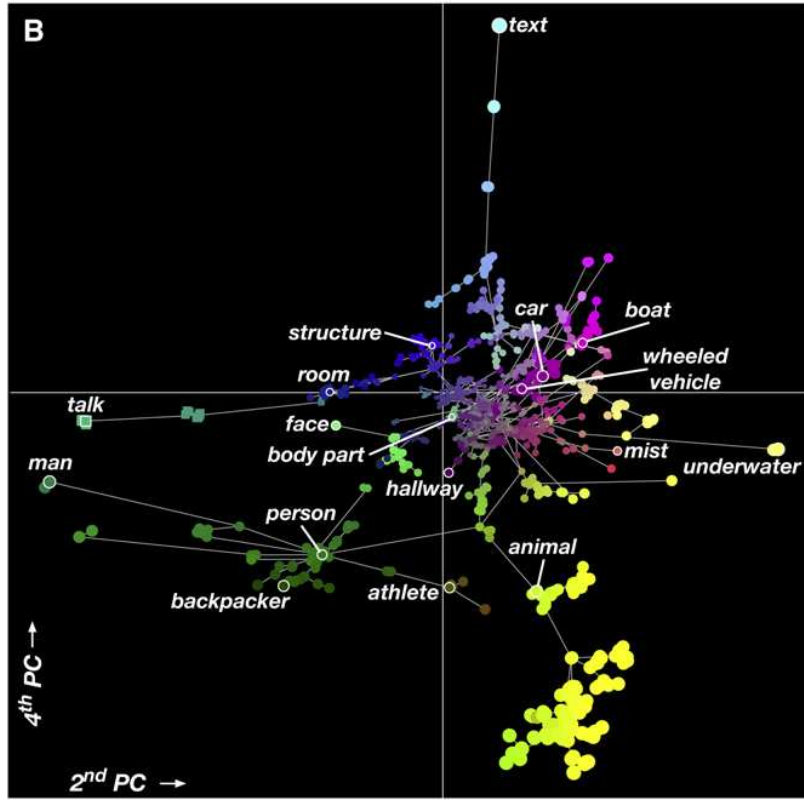 B
text
car
boat
structure
wheeled
vehicle
room
talk
face
body part
mist
man
underwater
hallway
person
animal
backpacker
athlete
4th PC →
2nd PC →